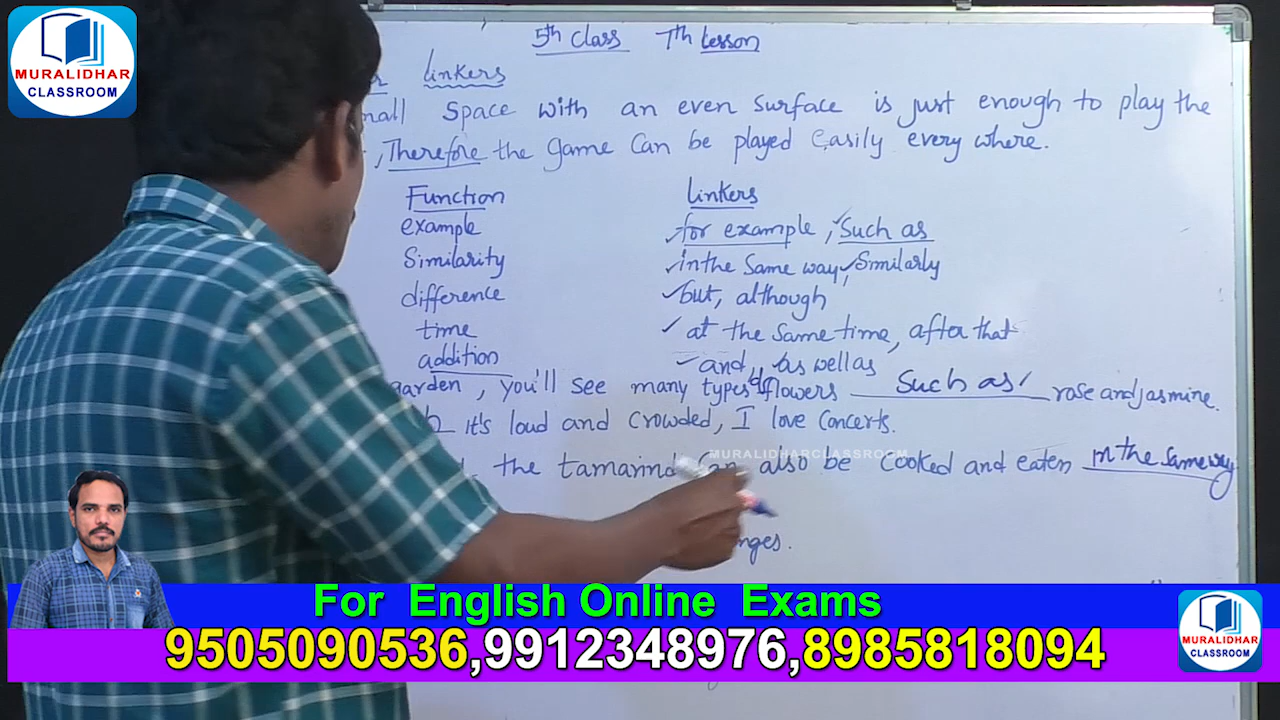 MURALIDHAR
CLASSROOM
5th class 7th lesson
linkers
Space with an even surface is just enough to play the
, Therefore the game can be played easily every where.
Function linkers
example for example, Such as
Similarity in the Same way, Similarly
difference but, although
time at the Same time, after that
addition and, as well as
garden, you'll see many types of flowers Such as rose and jasmine.
it's loud and crowded, I love concerts.
the tamarind can also be cooked and eaten in the Same way
MURALIDHARCLASSROOM
For English Online Exams
9505090536,9912348976,8985818094
MURALIDHAR
CLASSROOM